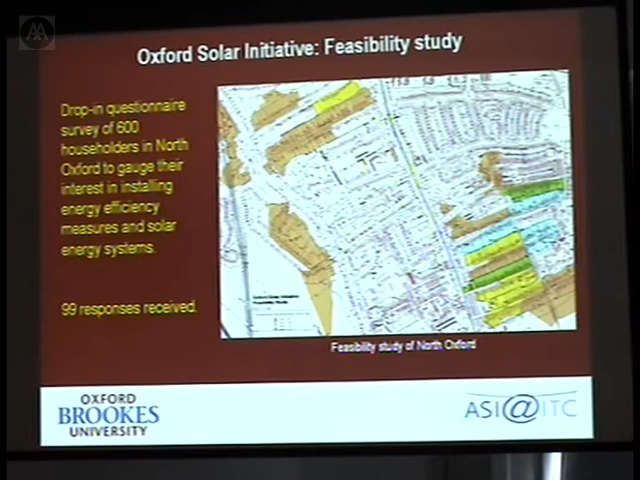 AA
Oxford Solar Initiative: Feasibility study
Drop-in questionnaire
survey of 600
householders in North
Oxford to gauge their
interest in installing
energy efficiency
measures and solar
energy systems.
99 responses received.
Feasibility study of North Oxford
OXFORD
BROOKES
UNIVERSITY
ASI@ITC